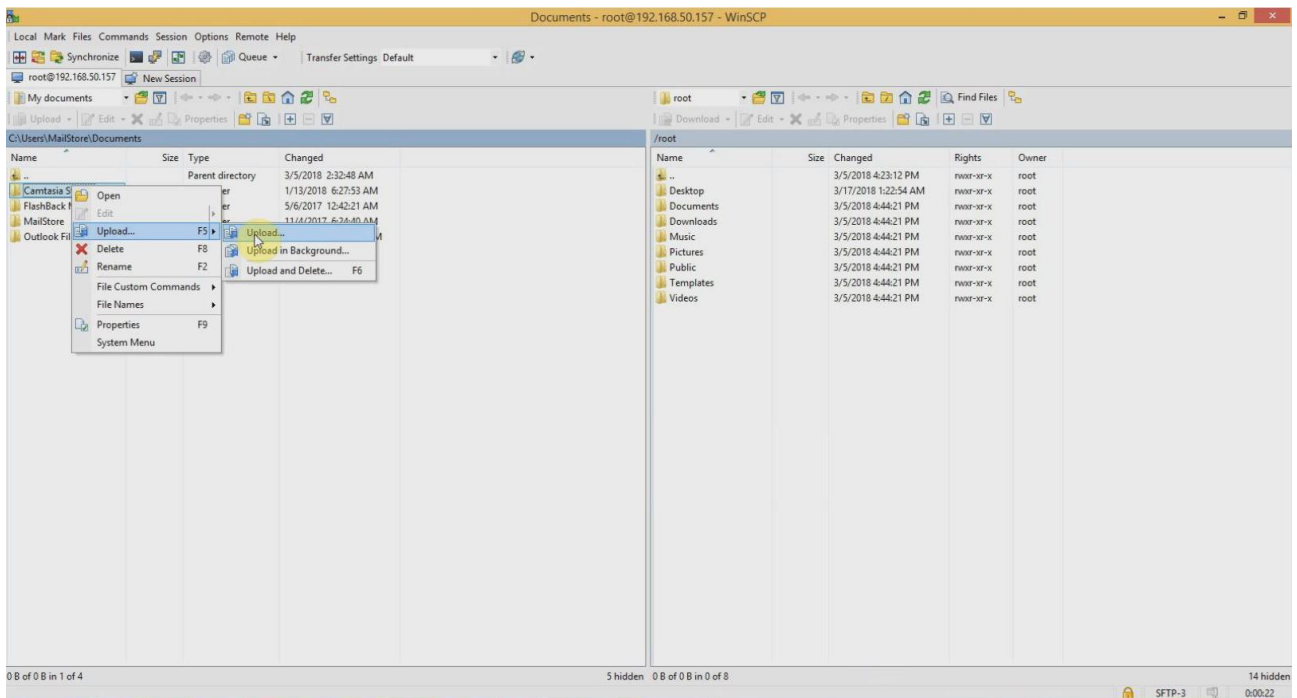 Documents - root@192.168.50.157 - WinSCP
Local Mark Files Commands Session Options Remote Help
Synchronize Queue Transfer Settings Default
root@192.168.50.157 New Session
My documents
Upload Edit Properties
C:\Users\MailStore\Documents
Name Size Type Changed
.. Parent directory 3/5/2018 2:32:48 AM
Camtasia S er 1/13/2018 6:27:53 AM
FlashBack er 5/6/2017 12:42:21 AM
MailStore er 11/4/2017 6:24:40 AM
Outlook Fil M
Open
Edit
Upload... F5
Delete F8
Rename F2
File Custom Commands
File Names
Properties F9
System Menu
Upload...
Upload in Background...
Upload and Delete... F6
root Find Files
Download Edit Properties
/root
Name Size Changed Rights Owner
.. 3/5/2018 4:23:12 PM rwxr-xr-x root
Desktop 3/17/2018 1:22:54 AM rwxr-xr-x root
Documents 3/5/2018 4:44:21 PM rwxr-xr-x root
Downloads 3/5/2018 4:44:21 PM rwxr-xr-x root
Music 3/5/2018 4:44:21 PM rwxr-xr-x root
Pictures 3/5/2018 4:44:21 PM rwxr-xr-x root
Public 3/5/2018 4:44:21 PM rwxr-xr-x root
Templates 3/5/2018 4:44:21 PM rwxr-xr-x root
Videos 3/5/2018 4:44:21 PM rwxr-xr-x root
0 B of 0 B in 1 of 4 5 hidden
0 B of 0 B in 0 of 8 14 hidden
SFTP-3 0:00:22